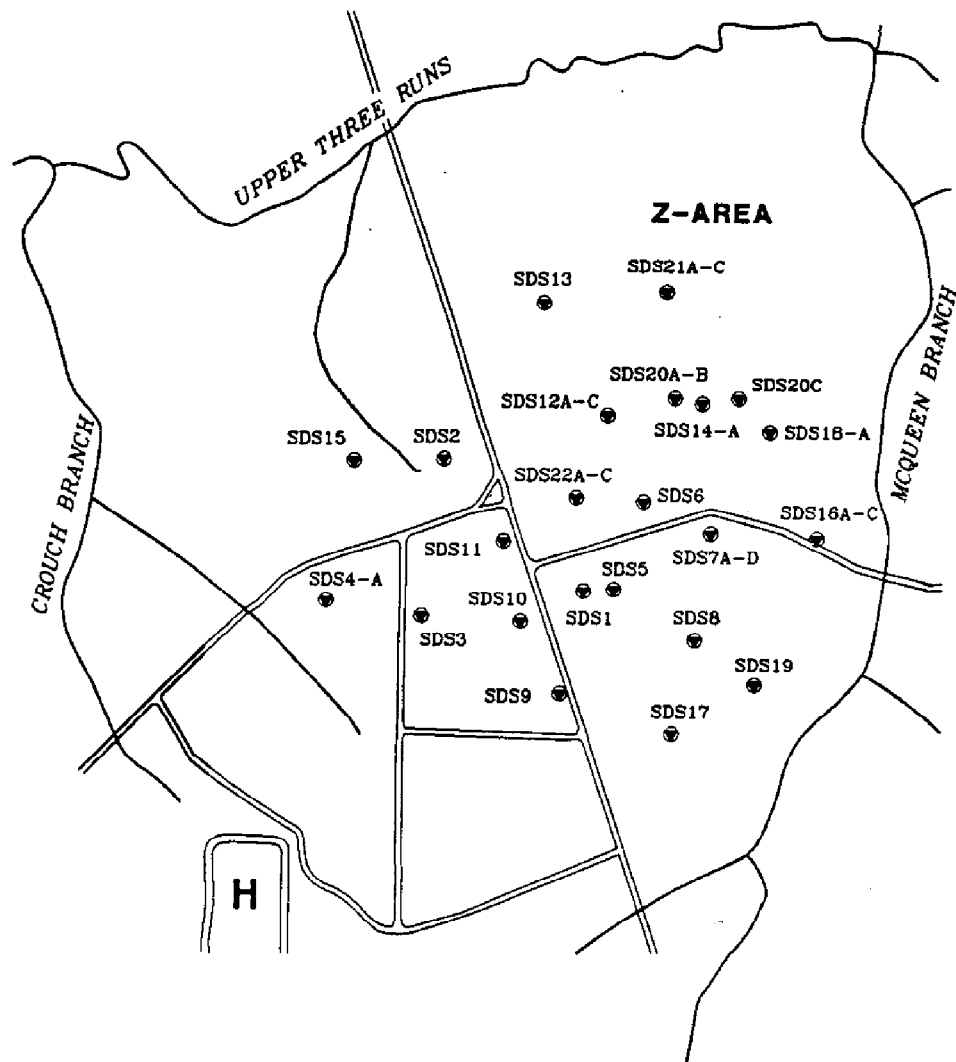 UPPER THREE RUNS
Z-AREA
SDS21A-C
SDS13
SDS20A-B
SDS20C
SDS12A-C
SDS14-A
SDS18-A
SDS15
SDS2
MCQUEEN BRANCH
SDS22A-C
SDS6
SDS16A-C
CROUCH BRANCH
SDS11
SDS7A-D
SDS4-A
SDS5
SDS10
SDS1
SDS3
SDS8
SDS19
SDS9
SDS17
H